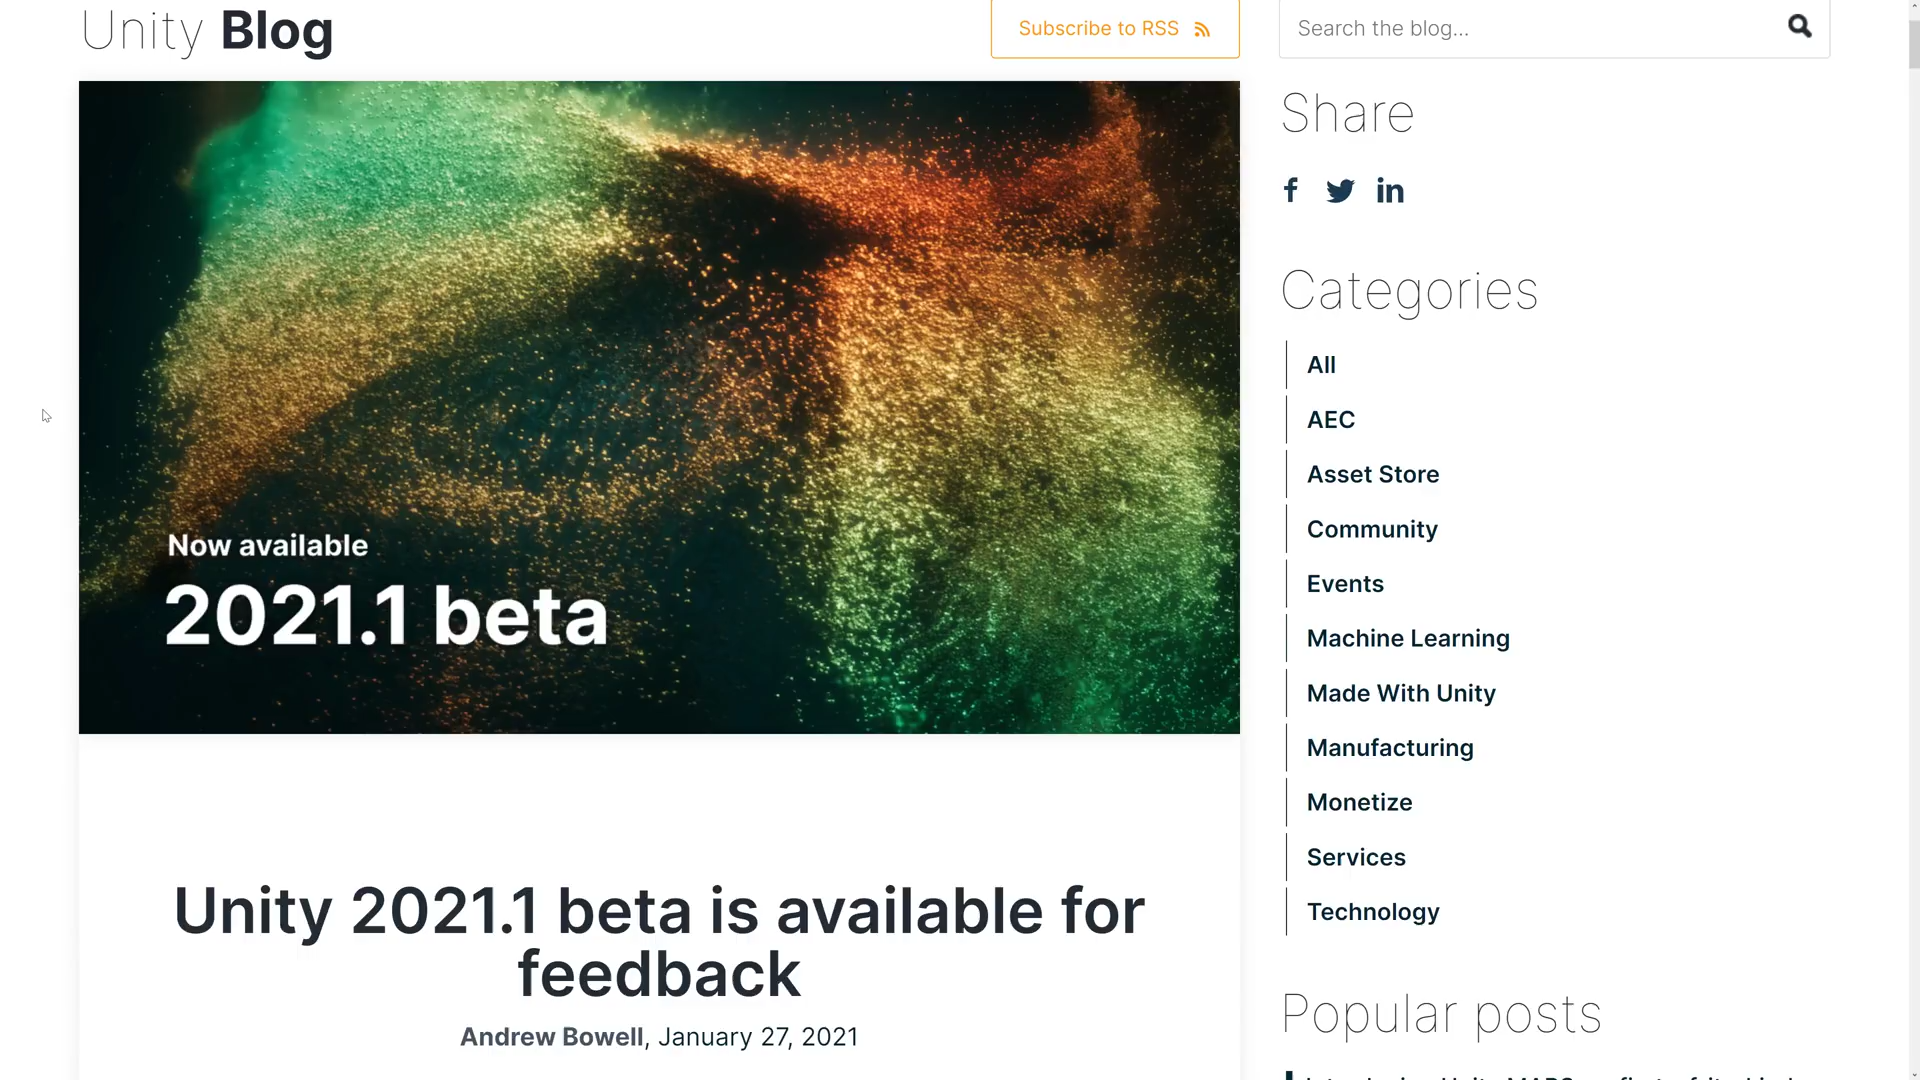 Unity Blog
Subscribe to RSS
Search the blog...
Now available
2021.1 beta
Unity 2021.1 beta is available for
feedback
Andrew Bowell, January 27, 2021
Share
Categories
All
AEC
Asset Store
Community
Events
Machine Learning
Made With Unity
Manufacturing
Monetize
Services
Technology
Popular posts